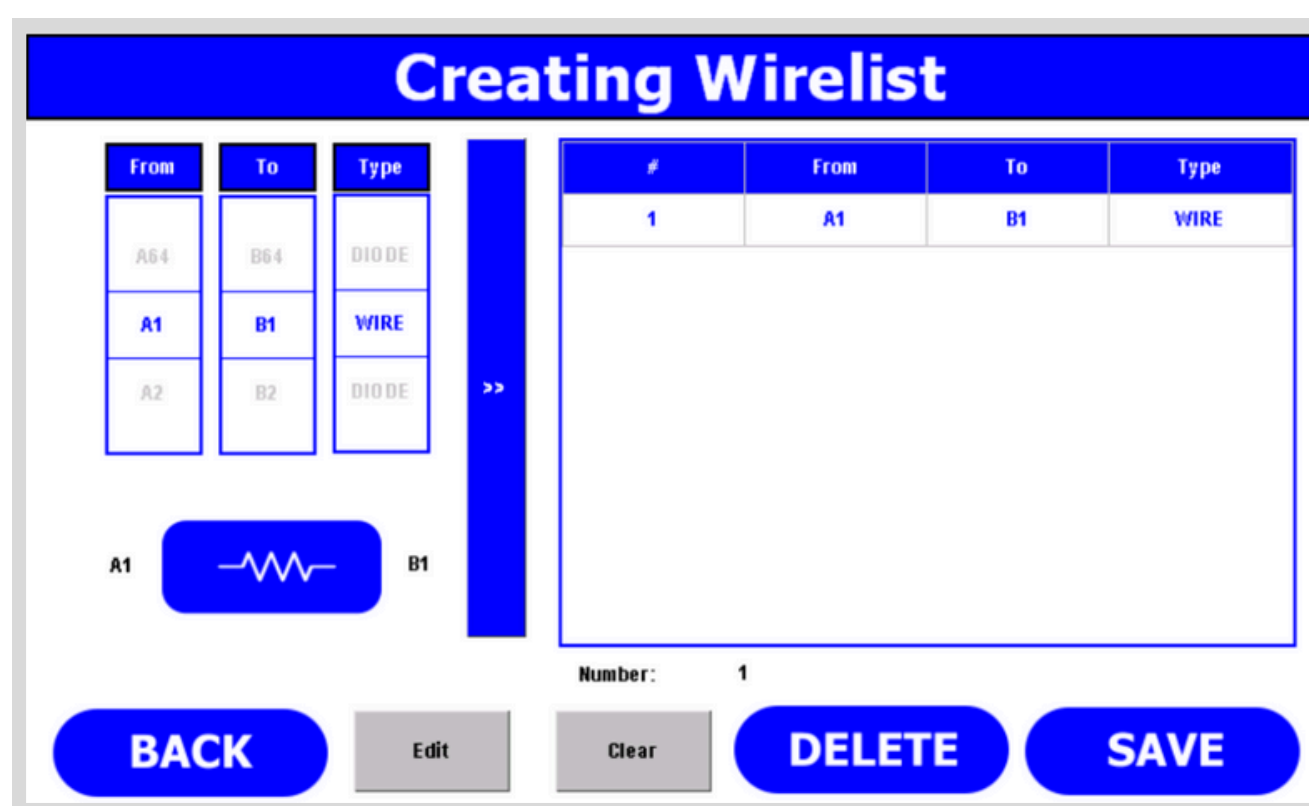 Creating Wirelist
From To Type
A64 B64 DIODE
A1 B1 WIRE
A2 B2 DIODE
>>
# From To Type
1 A1 B1 WIRE
A1 B1
Number: 1
BACK Edit Clear DELETE SAVE